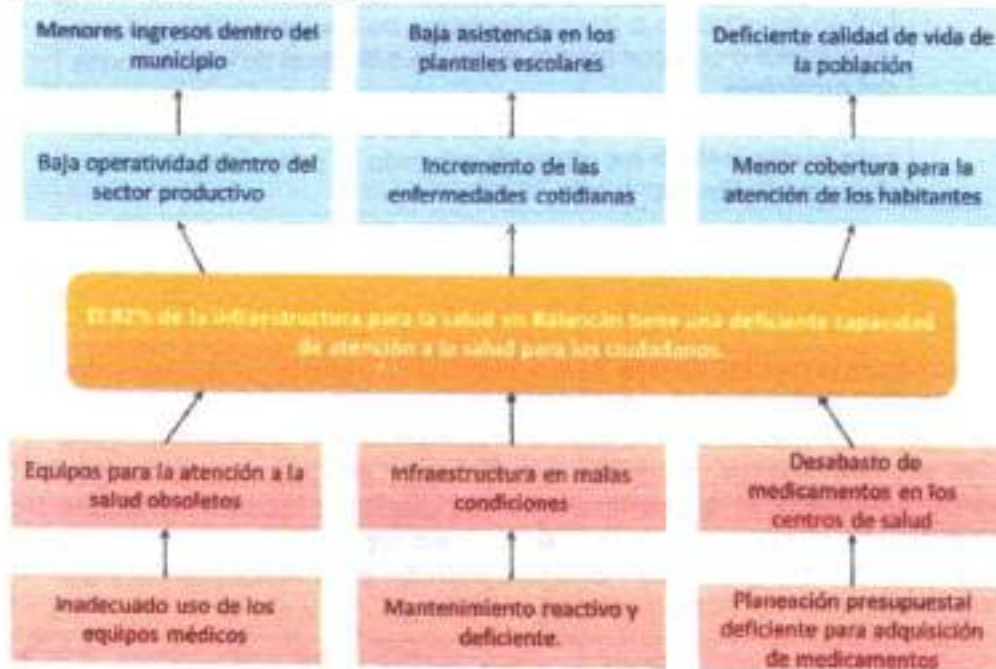 Menores ingresos dentro del
municipio
Baja asistencia en los
planteles escolares
Deficiente calidad de vida de
la población
Baja operatividad dentro del
sector productivo
Incremento de las
enfermedades cotidianas
Menor cobertura para la
atención de los habitantes
El 82% de la infraestructura para la salud en Balancán tiene una deficiente capacidad
de atención a la salud para los ciudadanos.
Equipos para la atención a la
salud obsoletos
Infraestructura en malas
condiciones
Desabasto de
medicamentos en los
centros de salud
Inadecuado uso de los
equipos médicos
Mantenimiento reactivo y
deficiente.
Planeación presupuestal
deficiente para adquisición
de medicamentos